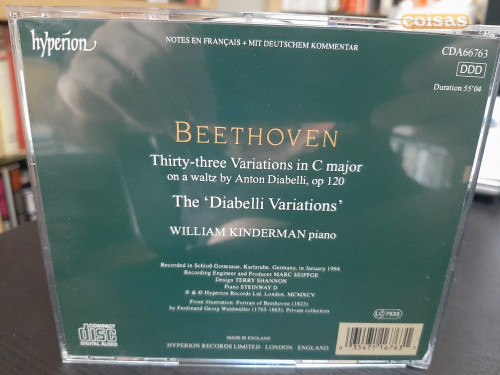 coisas
hyperion
NOTES EN FRANÇAIS + MIT DEUTSCHEM KOMMENTAR
CDA66763
DDD
Duration 55'04
BEETHOVEN
Thirty-three Variations in C major
on a waltz by Anton Diabelli, op 120
The 'Diabelli Variations'
WILLIAM KINDERMAN piano
Recorded in Schloß Gottesaue, Karlsruhe, Germany, in January 1994
Recording Engineer and Producer MARC SEIFFGE
Design TERRY SHANNON
Piano STEINWAY D
℗ & © Hyperion Records Ltd, London, MCMXCV
Front illustration: Portrait of Beethoven (1823)
by Ferdinand Georg Waldmüller (1793-1865). Private collection
LC 7533
COMPACT
disc
DIGITAL AUDIO
MADE IN ENGLAND
HYPERION RECORDS LIMITED · LONDON · ENGLAND